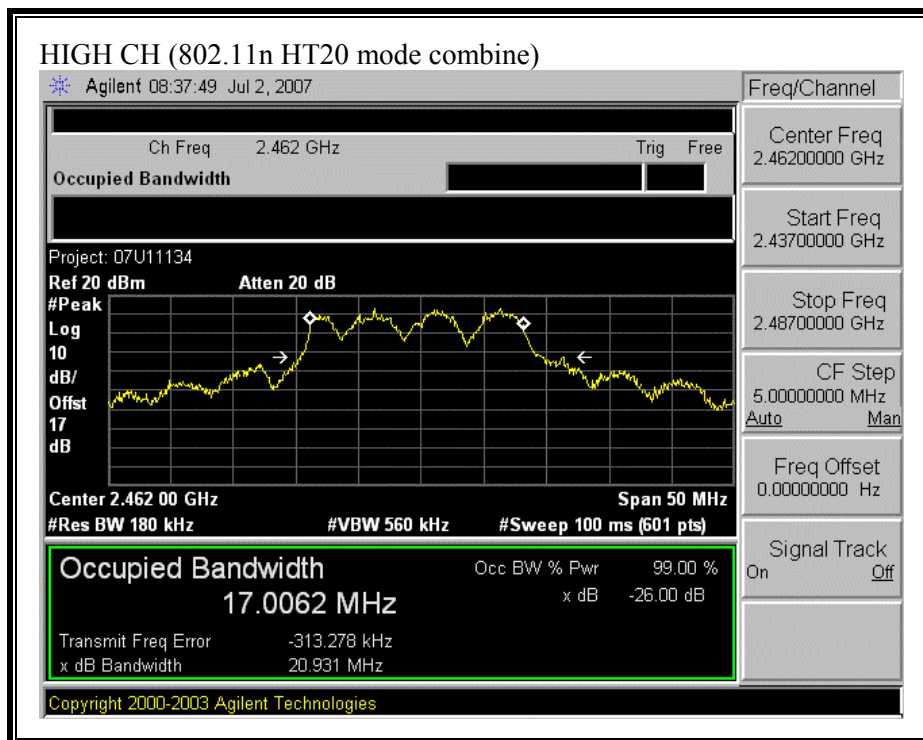 HIGH CH (802.11n HT20 mode combine)
Agilent 08:37:49 Jul 2, 2007
Freq/Channel
Ch Freq 2.462 GHz Trig Free
Occupied Bandwidth
Center Freq
2.46200000 GHz
Start Freq
2.43700000 GHz
Stop Freq
2.48700000 GHz
CF Step
5.00000000 MHz
Auto Man
Freq Offset
0.00000000 Hz
Signal Track
On Off
Project: 07U11134
Ref 20 dBm Atten 20 dB
#Peak
Log
10
dB/
Offst
17
dB
Center 2.462 00 GHz Span 50 MHz
#Res BW 180 kHz #VBW 560 kHz #Sweep 100 ms (601 pts)
Occupied Bandwidth
17.0062 MHz
Occ BW % Pwr 99.00 %
x dB -26.00 dB
Transmit Freq Error -313.278 kHz
x dB Bandwidth 20.931 MHz
Copyright 2000-2003 Agilent Technologies